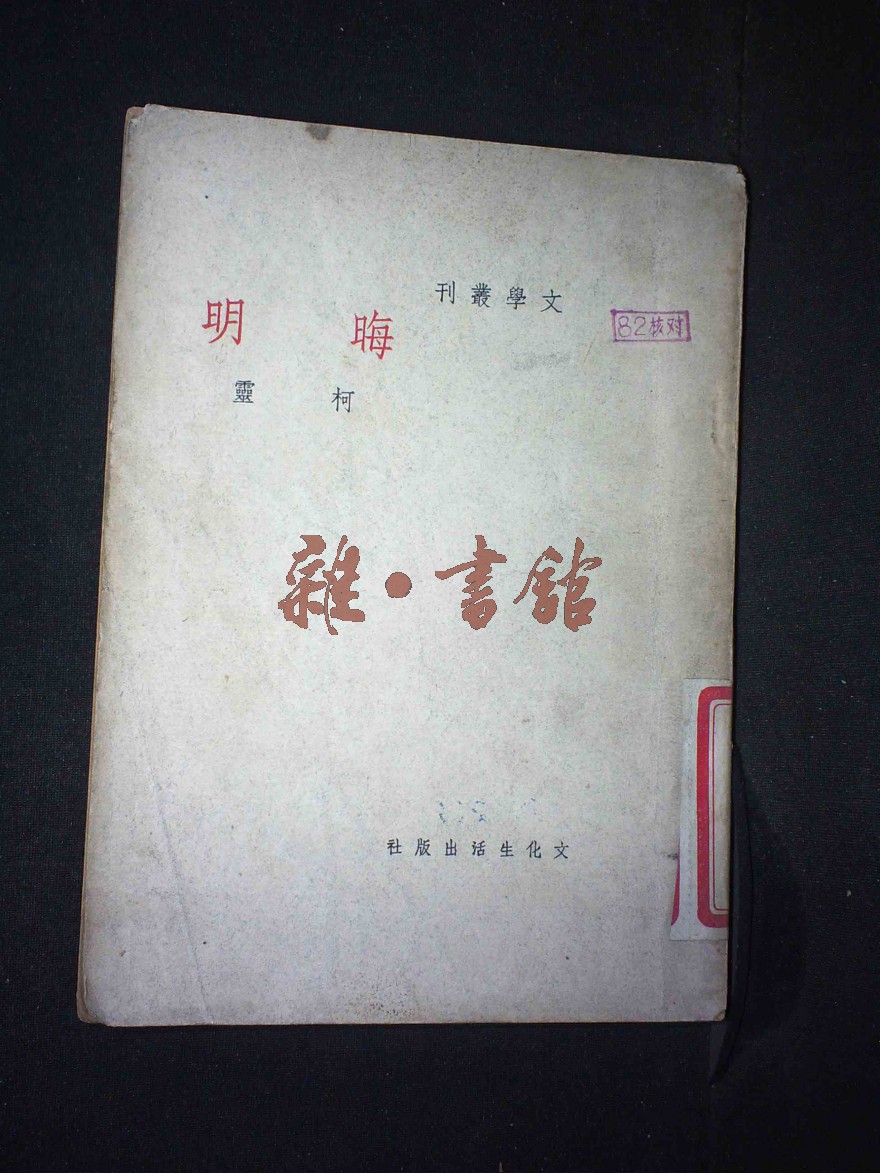 文學叢刊
晦明
柯靈
82核对
雜·書館
文化生活出版社